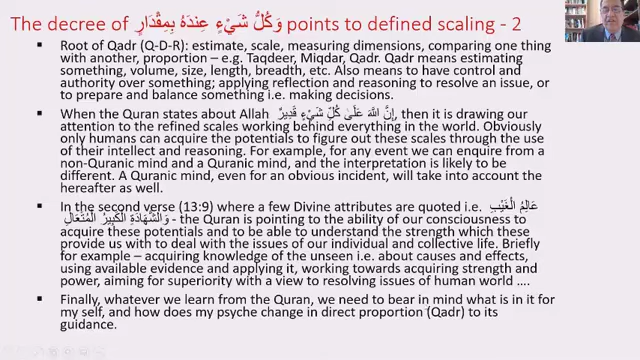 The decree of وَكُلُّ شَيْءٍ عِندَهُ بِمِقْدَارٍ points to defined scaling - 2
▪ Root of Qadr (Q-D-R): estimate, scale, measuring dimensions, comparing one thing
with another, proportion – e.g. Taqdeer, Miqdar, Qadr. Qadr means estimating
something, volume, size, length, breadth, etc. Also means to have control and
authority over something; applying reflection and reasoning to resolve an issue, or
to prepare and balance something i.e. making decisions.
▪ When the Quran states about Allah إِنَّ اللَّهَ عَلَىٰ كُلِّ شَيْءٍ قَدِيرٌ, then it is drawing our
attention to the refined scales working behind everything in the world. Obviously
only humans can acquire the potentials to figure out these scales through the use
of their intellect and reasoning. For example, for any event we can enquire from a
non-Quranic mind and a Quranic mind, and the interpretation is likely to be
different. A Quranic mind, even for an obvious incident, will take into account the
hereafter as well.
▪ In the second verse (13:9) where a few Divine attributes are quoted i.e. عَالِمُ الْغَيْبِ
وَالشَّهَادَةِ الْكَبِيرُ الْمُتَعَالِ - the Quran is pointing to the ability of our consciousness to
acquire these potentials and to be able to understand the strength which these
provide us with to deal with the issues of our individual and collective life. Briefly
for example – acquiring knowledge of the unseen i.e. about causes and effects,
using available evidence and applying it, working towards acquiring strength and
power, aiming for superiority with a view to resolving issues of human world ....
▪ Finally, whatever we learn from the Quran, we need to bear in mind what is in it for
my self, and how does my psyche change in direct proportion (Qadr) to its
guidance.